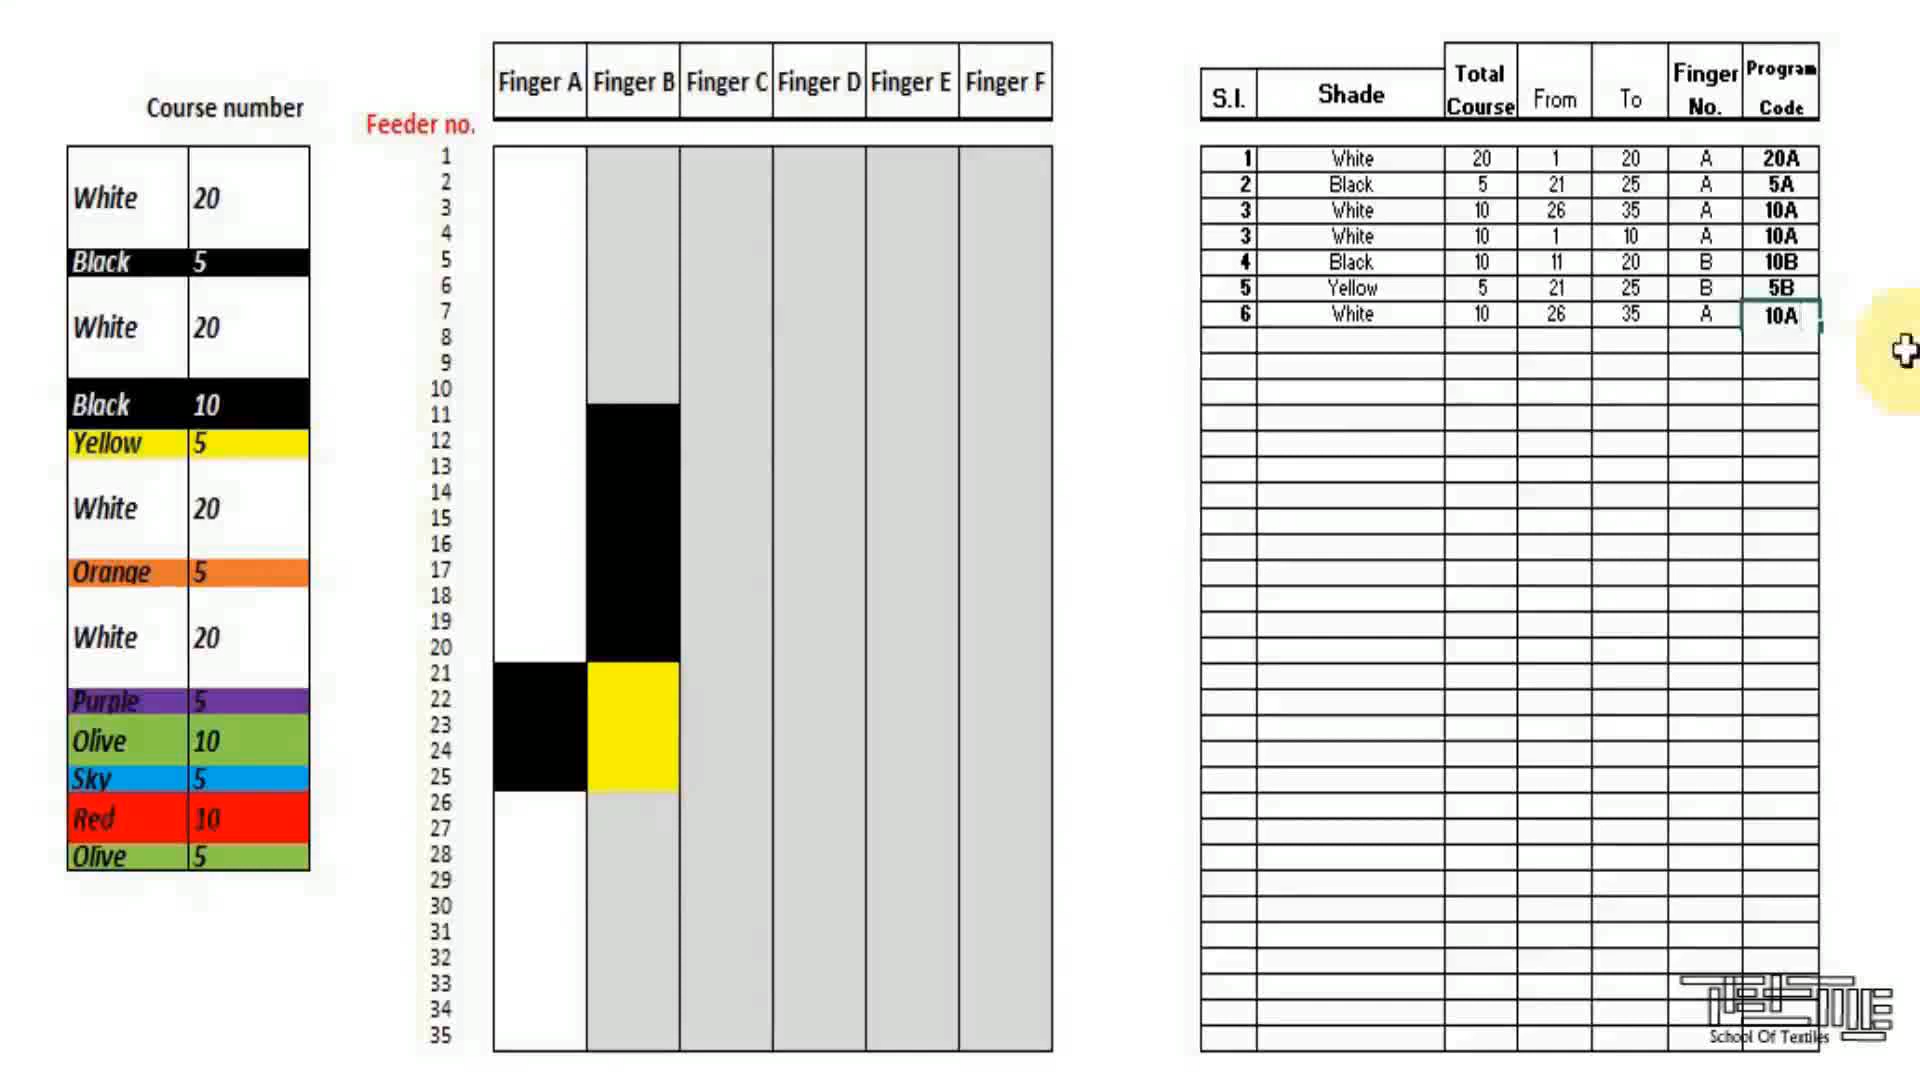 Course number
White 20
Black 5
White 20
Black 10
Yellow 5
White 20
Orange 5
White 20
Purple 5
Olive 10
Sky 5
Red 10
Olive 5
Feeder no.
Finger A Finger B Finger C Finger D Finger E Finger F
1
2
3
4
5
6
7
8
9
10
11
12
13
14
15
16
17
18
19
20
21
22
23
24
25
26
27
28
29
30
31
32
33
34
35
S.I. Shade Total Course From To Finger No. Program Code
1 White 20 1 20 A 20A
2 Black 5 21 25 A 5A
3 White 10 26 35 A 10A
3 White 10 1 10 A 10A
4 Black 10 11 20 B 10B
5 Yellow 5 21 25 B 5B
6 White 10 26 35 A 10A
School Of Textiles